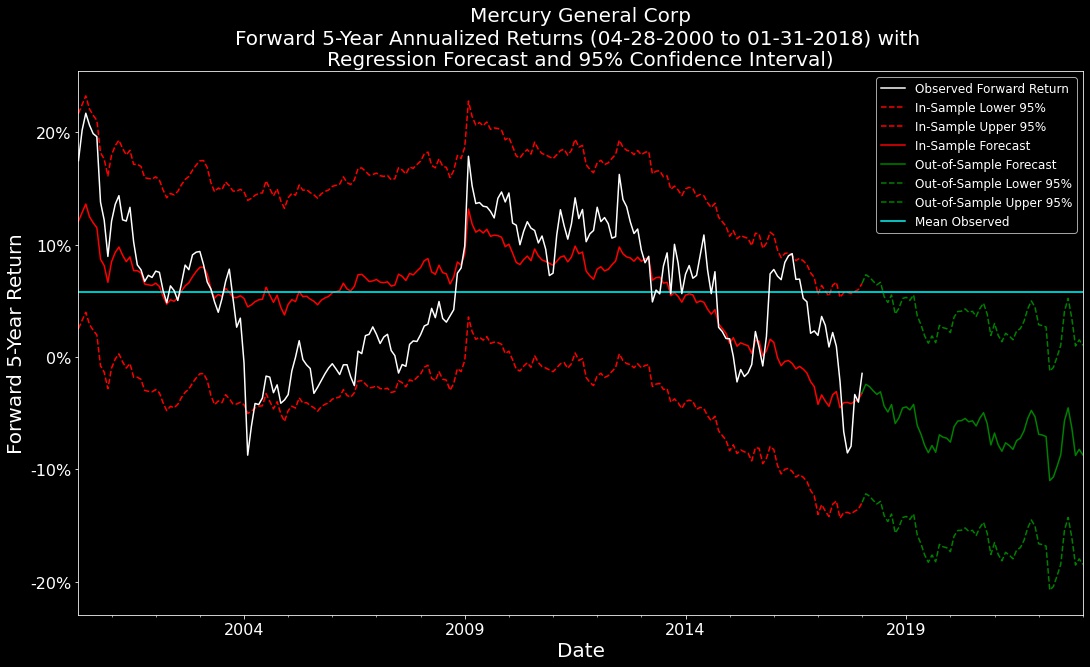 Mercury General Corp
Forward 5-Year Annualized Returns (04-28-2000 to 01-31-2018) with
Regression Forecast and 95% Confidence Interval)
Observed Forward Return
In-Sample Lower 95%
In-Sample Upper 95%
In-Sample Forecast
Out-of-Sample Forecast
Out-of-Sample Lower 95%
Out-of-Sample Upper 95%
Mean Observed
Forward 5-Year Return
20%
10%
0%
-10%
-20%
2004
2009
2014
2019
Date